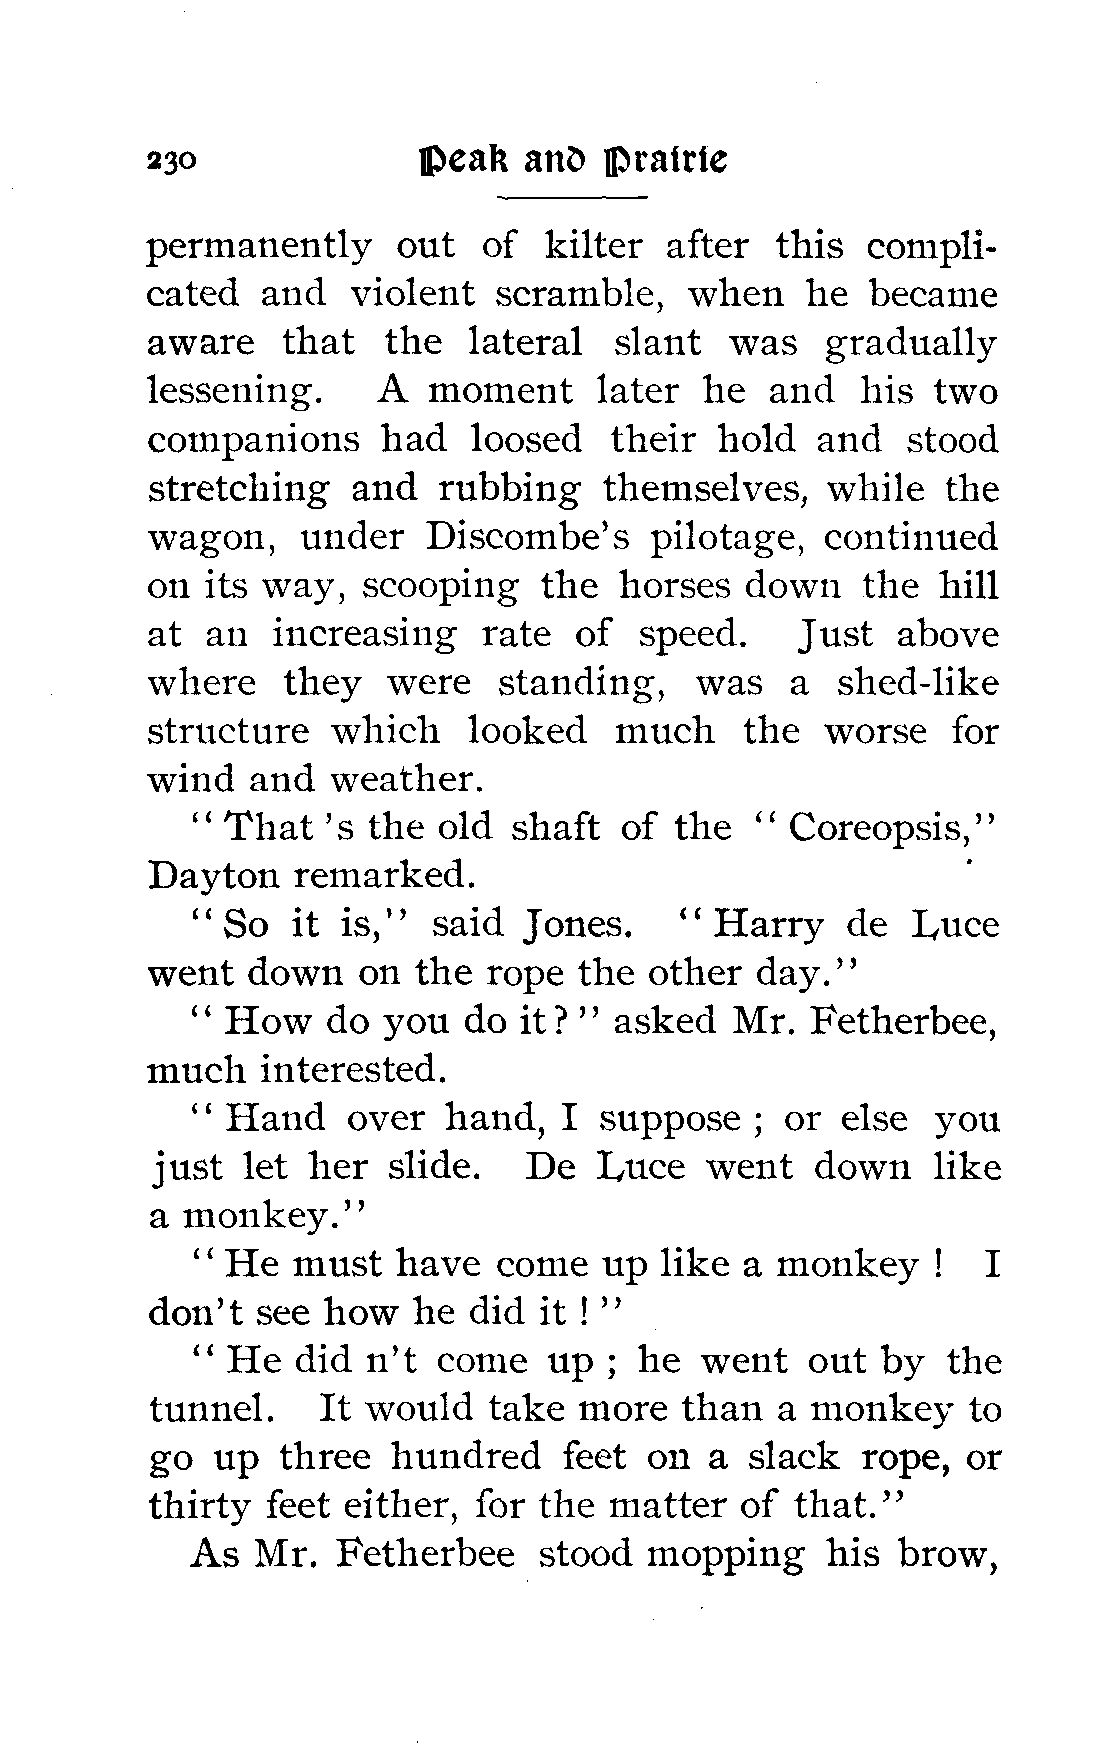 230 Peak and Prairie
permanently out of kilter after this compli-
cated and violent scramble, when he became
aware that the lateral slant was gradually
lessening. A moment later he and his two
companions had loosed their hold and stood
stretching and rubbing themselves, while the
wagon, under Discombe's pilotage, continued
on its way, scooping the horses down the hill
at an increasing rate of speed. Just above
where they were standing, was a shed-like
structure which looked much the worse for
wind and weather.
"That 's the old shaft of the "Coreopsis,"
Dayton remarked.
"So it is," said Jones. "Harry de Luce
went down on the rope the other day."
"How do you do it?" asked Mr. Fetherbee,
much interested.
"Hand over hand, I suppose; or else you
just let her slide. De Luce went down like
a monkey."
"He must have come up like a monkey! I
don't see how he did it!"
"He did n't come up; he went out by the
tunnel. It would take more than a monkey to
go up three hundred feet on a slack rope, or
thirty feet either, for the matter of that."
As Mr. Fetherbee stood mopping his brow,